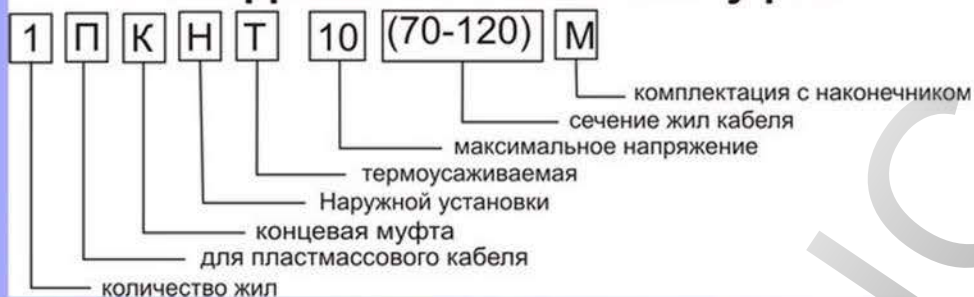 1 П К Н Т 10 (70-120) М
комплектация с наконечником
сечение жил кабеля
максимальное напряжение
термоусаживаемая
Наружной установки
концевая муфта
для пластмассового кабеля
количество жил